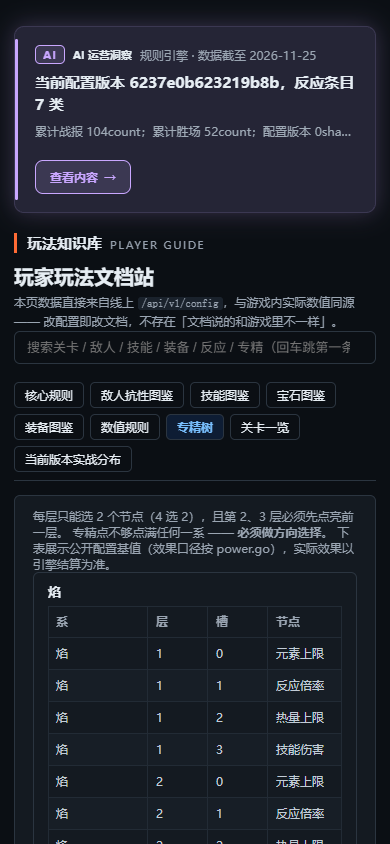 AI AI 运营洞察 规则引擎 · 数据截至 2026-11-25
当前配置版本 6237e0b623219b8b，反应条目
7 类
累计战报 104count；累计胜场 52count；配置版本 0sha...
查看内容 →
玩法知识库 PLAYER GUIDE
玩家玩法文档站
本页数据直接来自线上 /api/v1/config，与游戏内实际数值同源
—— 改配置即改文档，不存在「文档说的和游戏里不一样」。
搜索关卡 / 敌人 / 技能 / 装备 / 反应 / 专精（回车跳第一条
核心规则 敌人抗性图鉴 技能图鉴 宝石图鉴
装备图鉴 数值规则 专精树 关卡一览
当前版本实战分布
每层只能选 2 个节点（4 选 2），且第 2、3 层必须先点亮前
一层。 专精点不够点满任何一系 —— 必须做方向选择。 下
表展示公开配置基值（效果口径按 power.go），实际效果以
引擎结算为准。
焰
系 层 槽 节点
焰 1 0 元素上限
焰 1 1 反应倍率
焰 1 2 热量上限
焰 1 3 技能伤害
焰 2 0 元素上限
焰 2 1 反应倍率
焰 2 2 热量上限